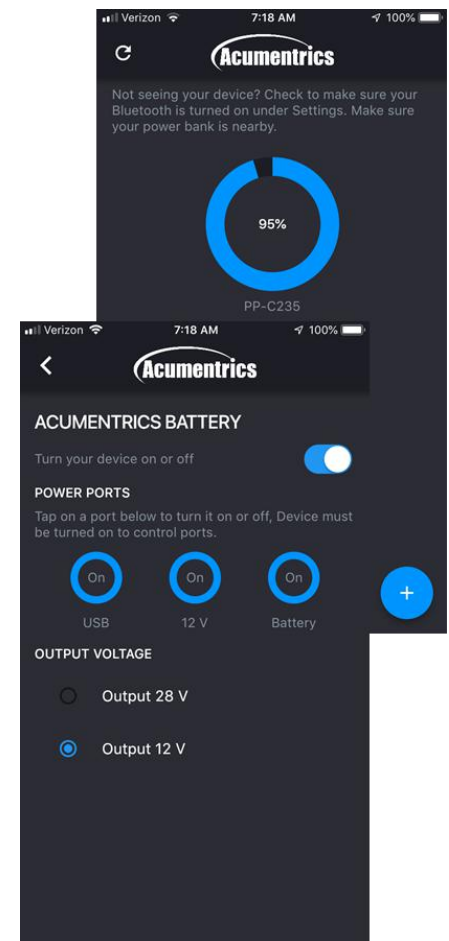 Verizon 7:18 AM 100%
Acumentrics
Not seeing your device? Check to make sure your
Bluetooth is turned on under Settings. Make sure
your power bank is nearby.
95%
PP-C235
Verizon 7:18 AM 100%
Acumentrics
ACUMENTRICS BATTERY
Turn your device on or off
POWER PORTS
Tap on a port below to turn it on or off, Device must
be turned on to control ports.
On On On
USB 12 V Battery
OUTPUT VOLTAGE
Output 28 V
Output 12 V